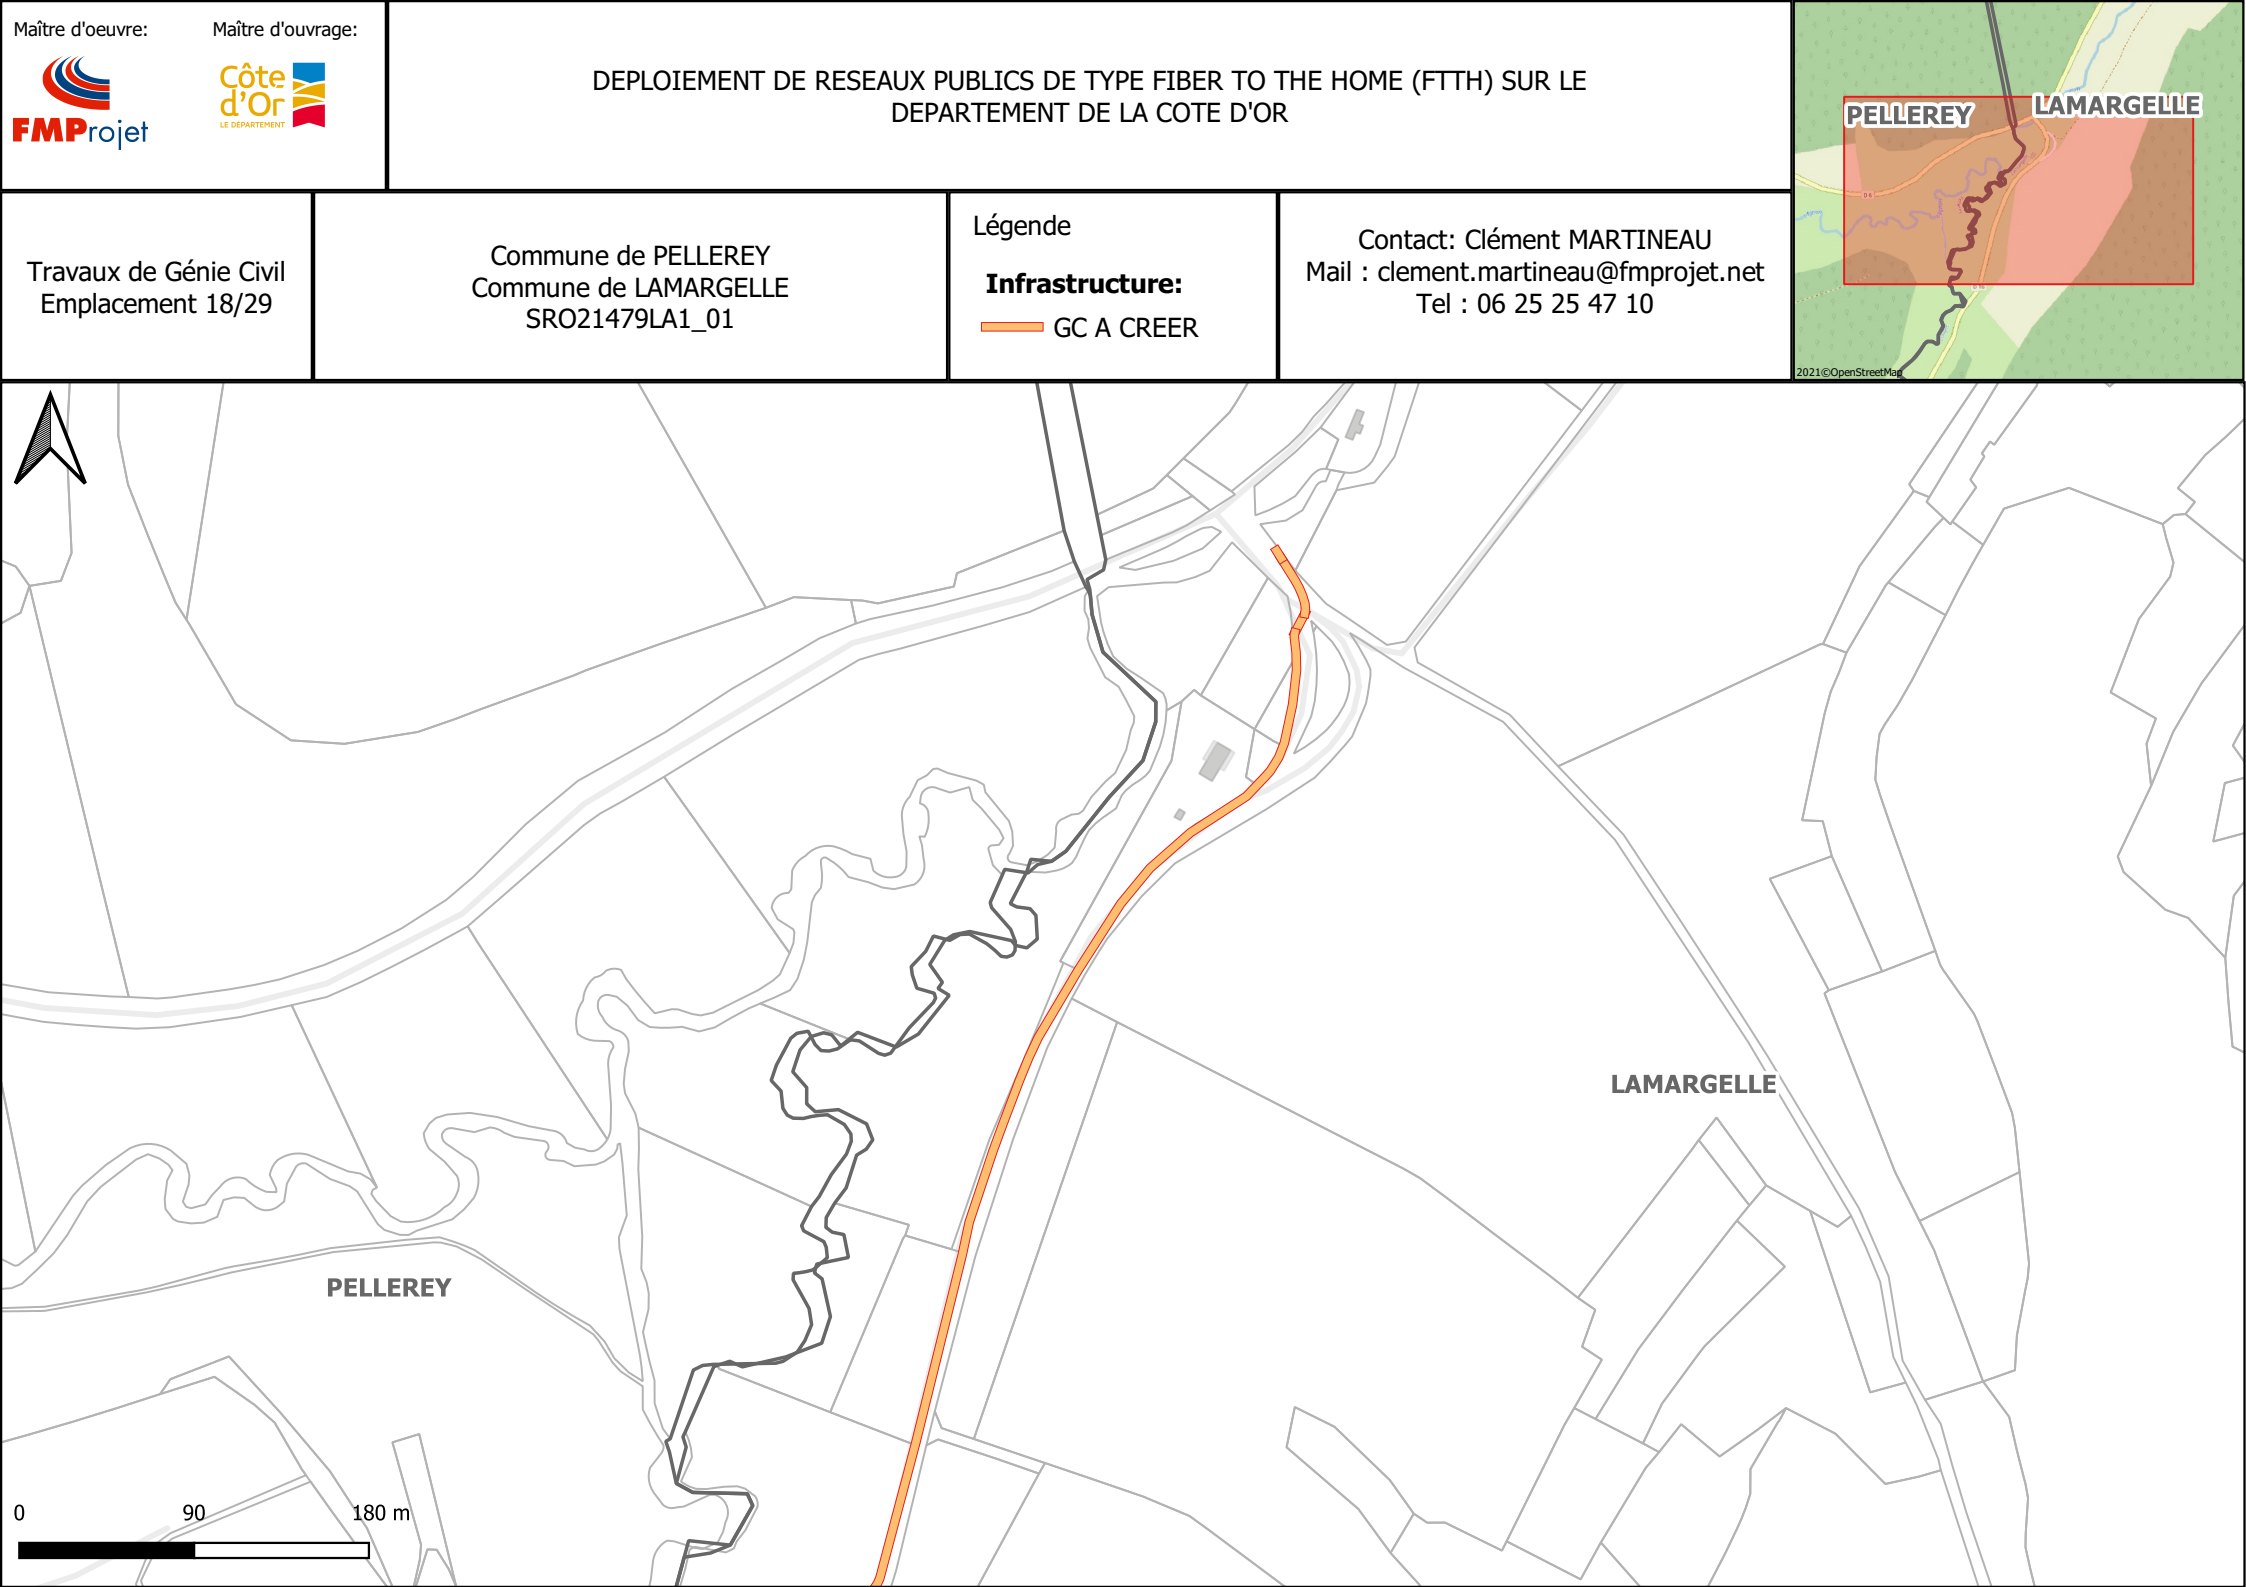 Maître d'oeuvre:
Maître d'ouvrage:
FMProjet
Côte
d'Or
LE DÉPARTEMENT
DEPLOIEMENT DE RESEAUX PUBLICS DE TYPE FIBER TO THE HOME (FTTH) SUR LE
DEPARTEMENT DE LA COTE D'OR
PELLEREY
LAMARGELLE
2021©OpenStreetMap
Travaux de Génie Civil
Emplacement 18/29
Commune de PELLEREY
Commune de LAMARGELLE
SRO21479LA1_01
Légende
Infrastructure:
GC A CREER
Contact: Clément MARTINEAU
Mail : clement.martineau@fmprojet.net
Tel : 06 25 25 47 10
LAMARGELLE
PELLEREY
0 90 180 m